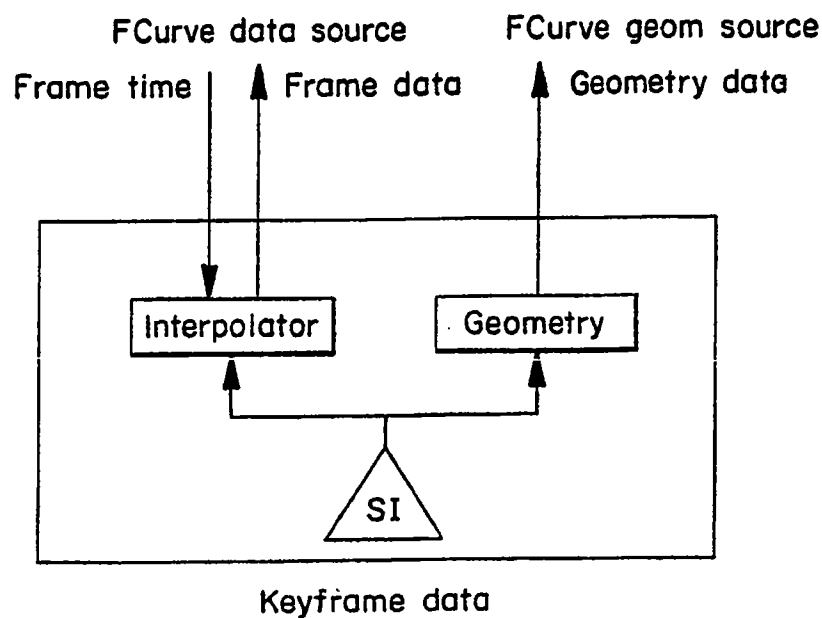 FCurve data source
FCurve geom source
Frame time
Frame data
Geometry data
Interpolator
Geometry
SI
Keyframe data